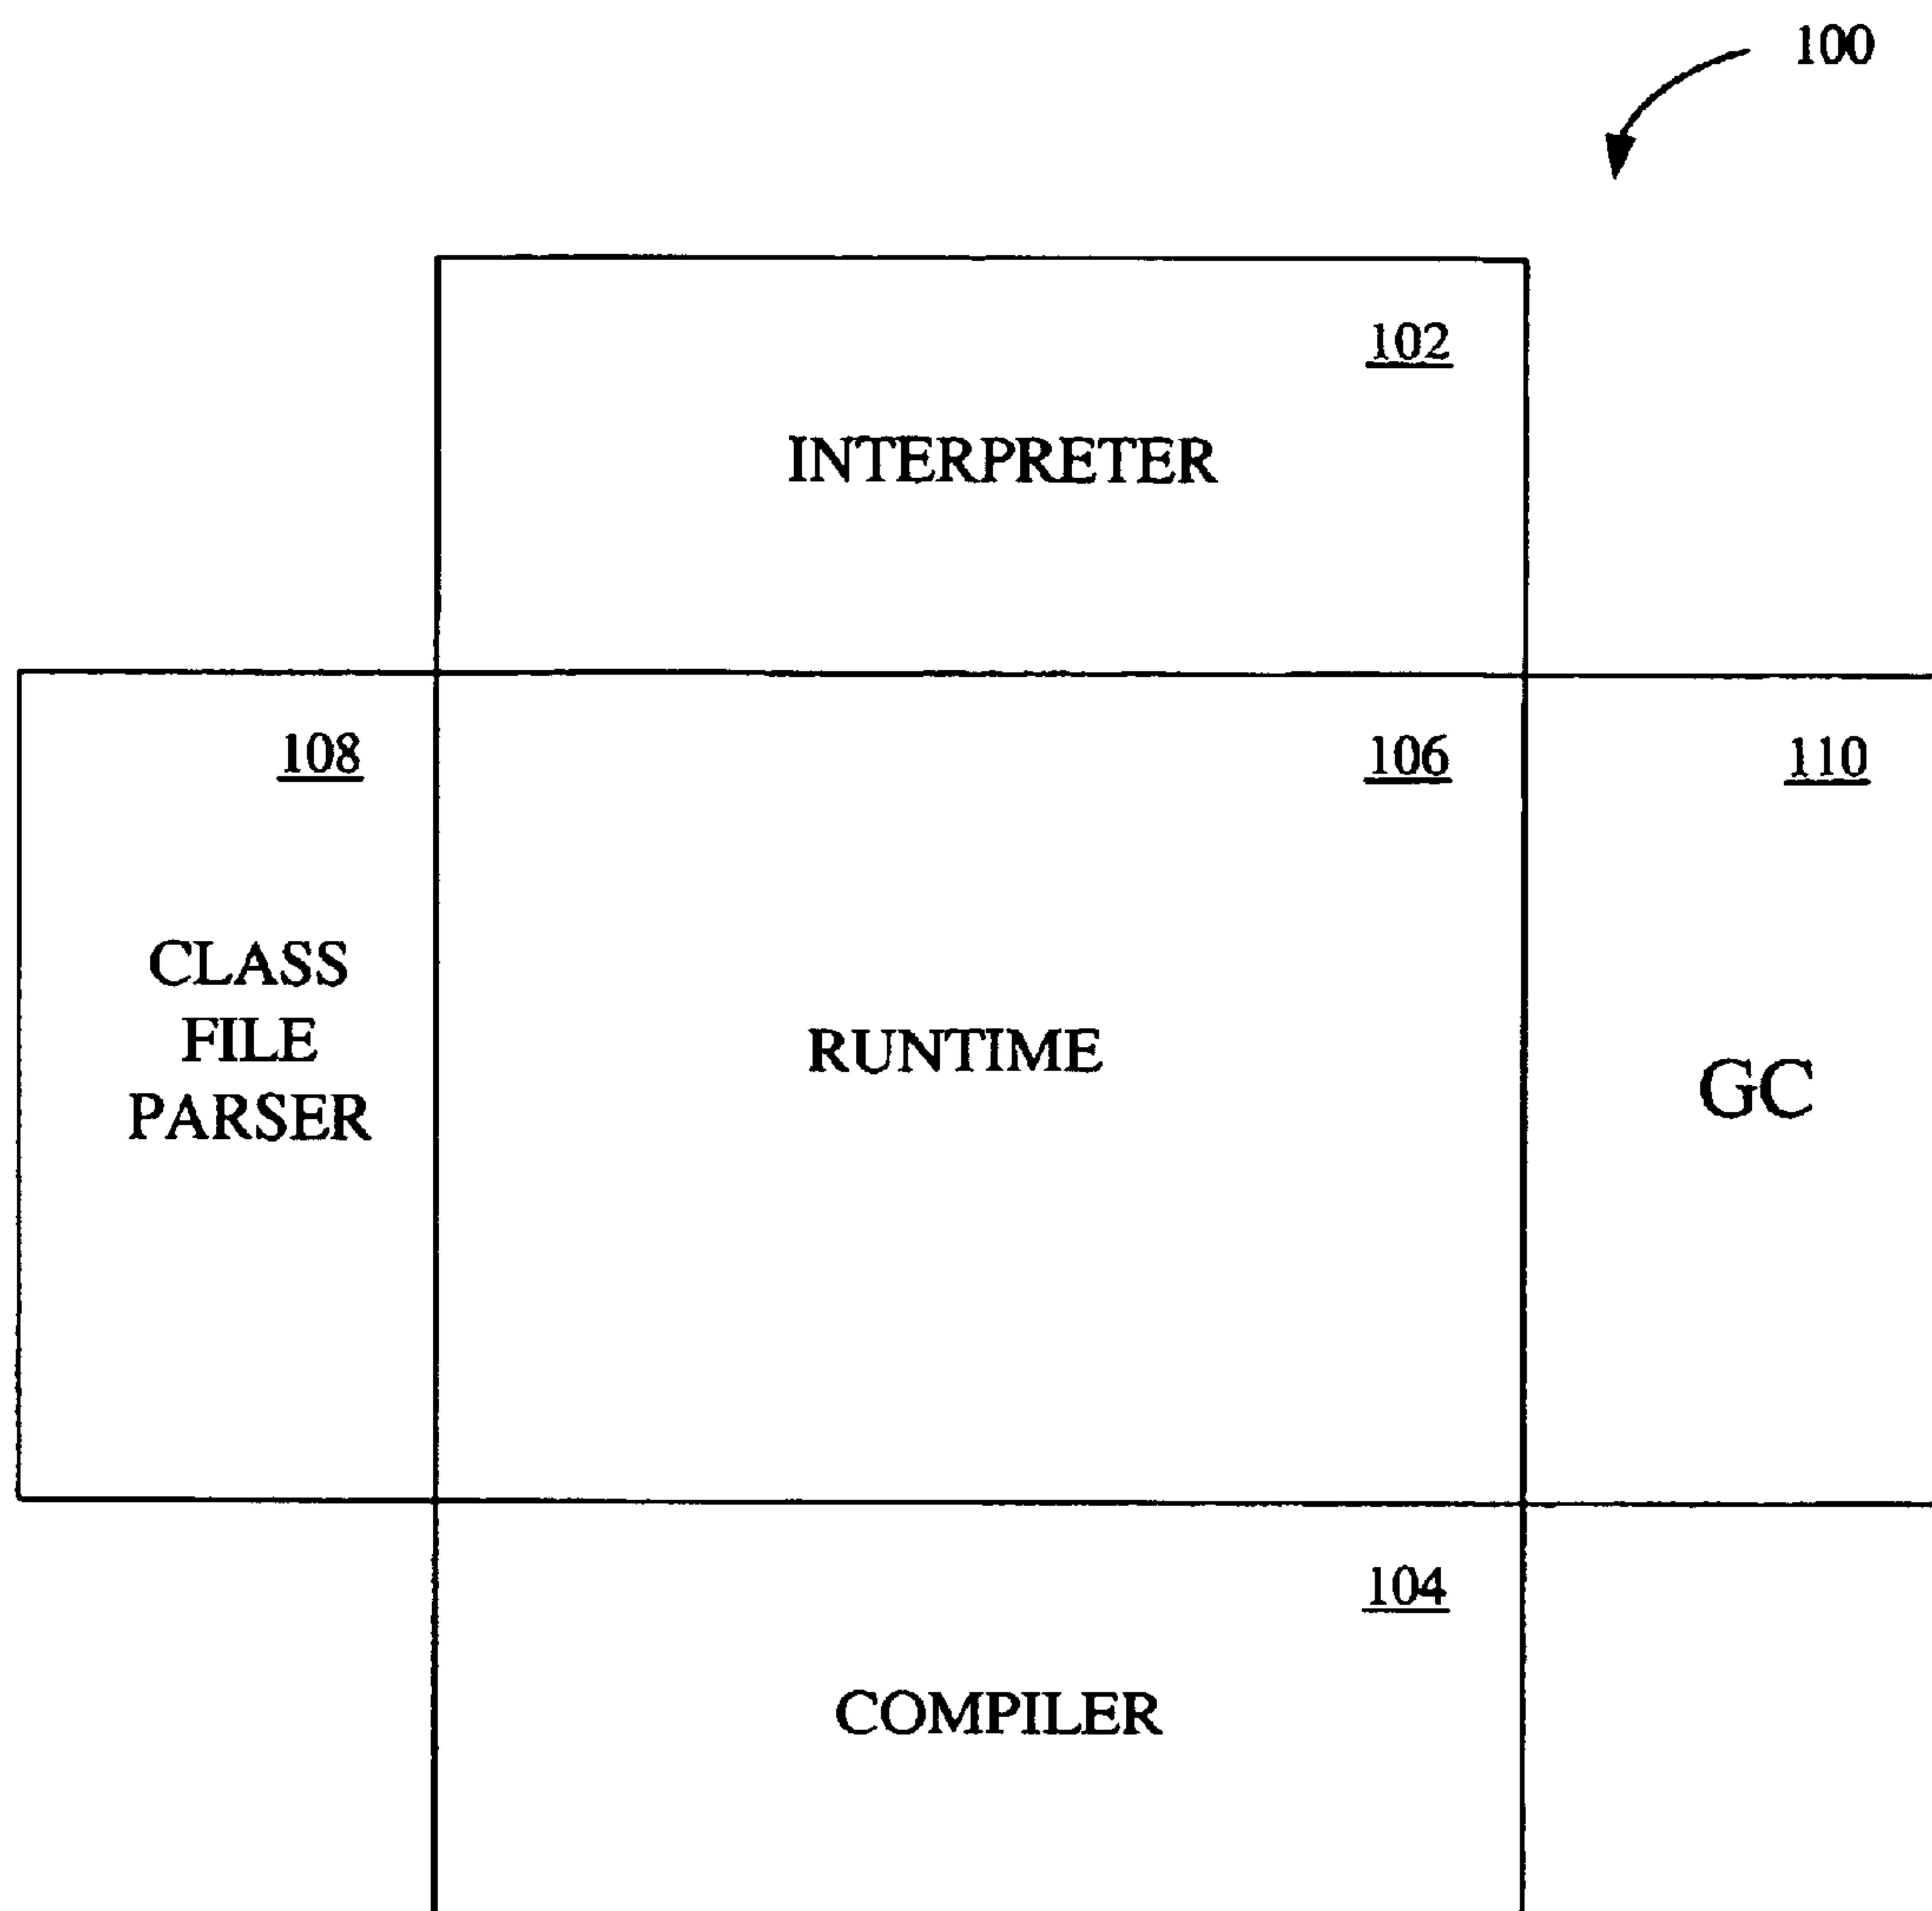 100
102
INTERPRETER
108
106
110
CLASS
FILE
PARSER
RUNTIME
GC
104
COMPILER